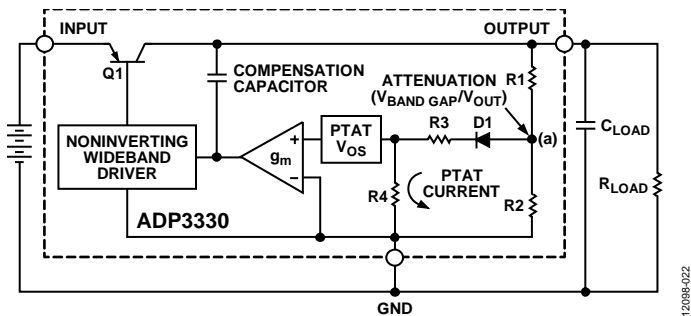 INPUT
OUTPUT
Q1
COMPENSATION
CAPACITOR
ATTENUATION
(VBAND GAP/VOUT)
R1
R3
D1
(a)
PTAT
VOS
NONINVERTING
WIDEBAND
DRIVER
gm
+
−
R4
PTAT
CURRENT
R2
CLOAD
RLOAD
ADP3330
GND
12098-022